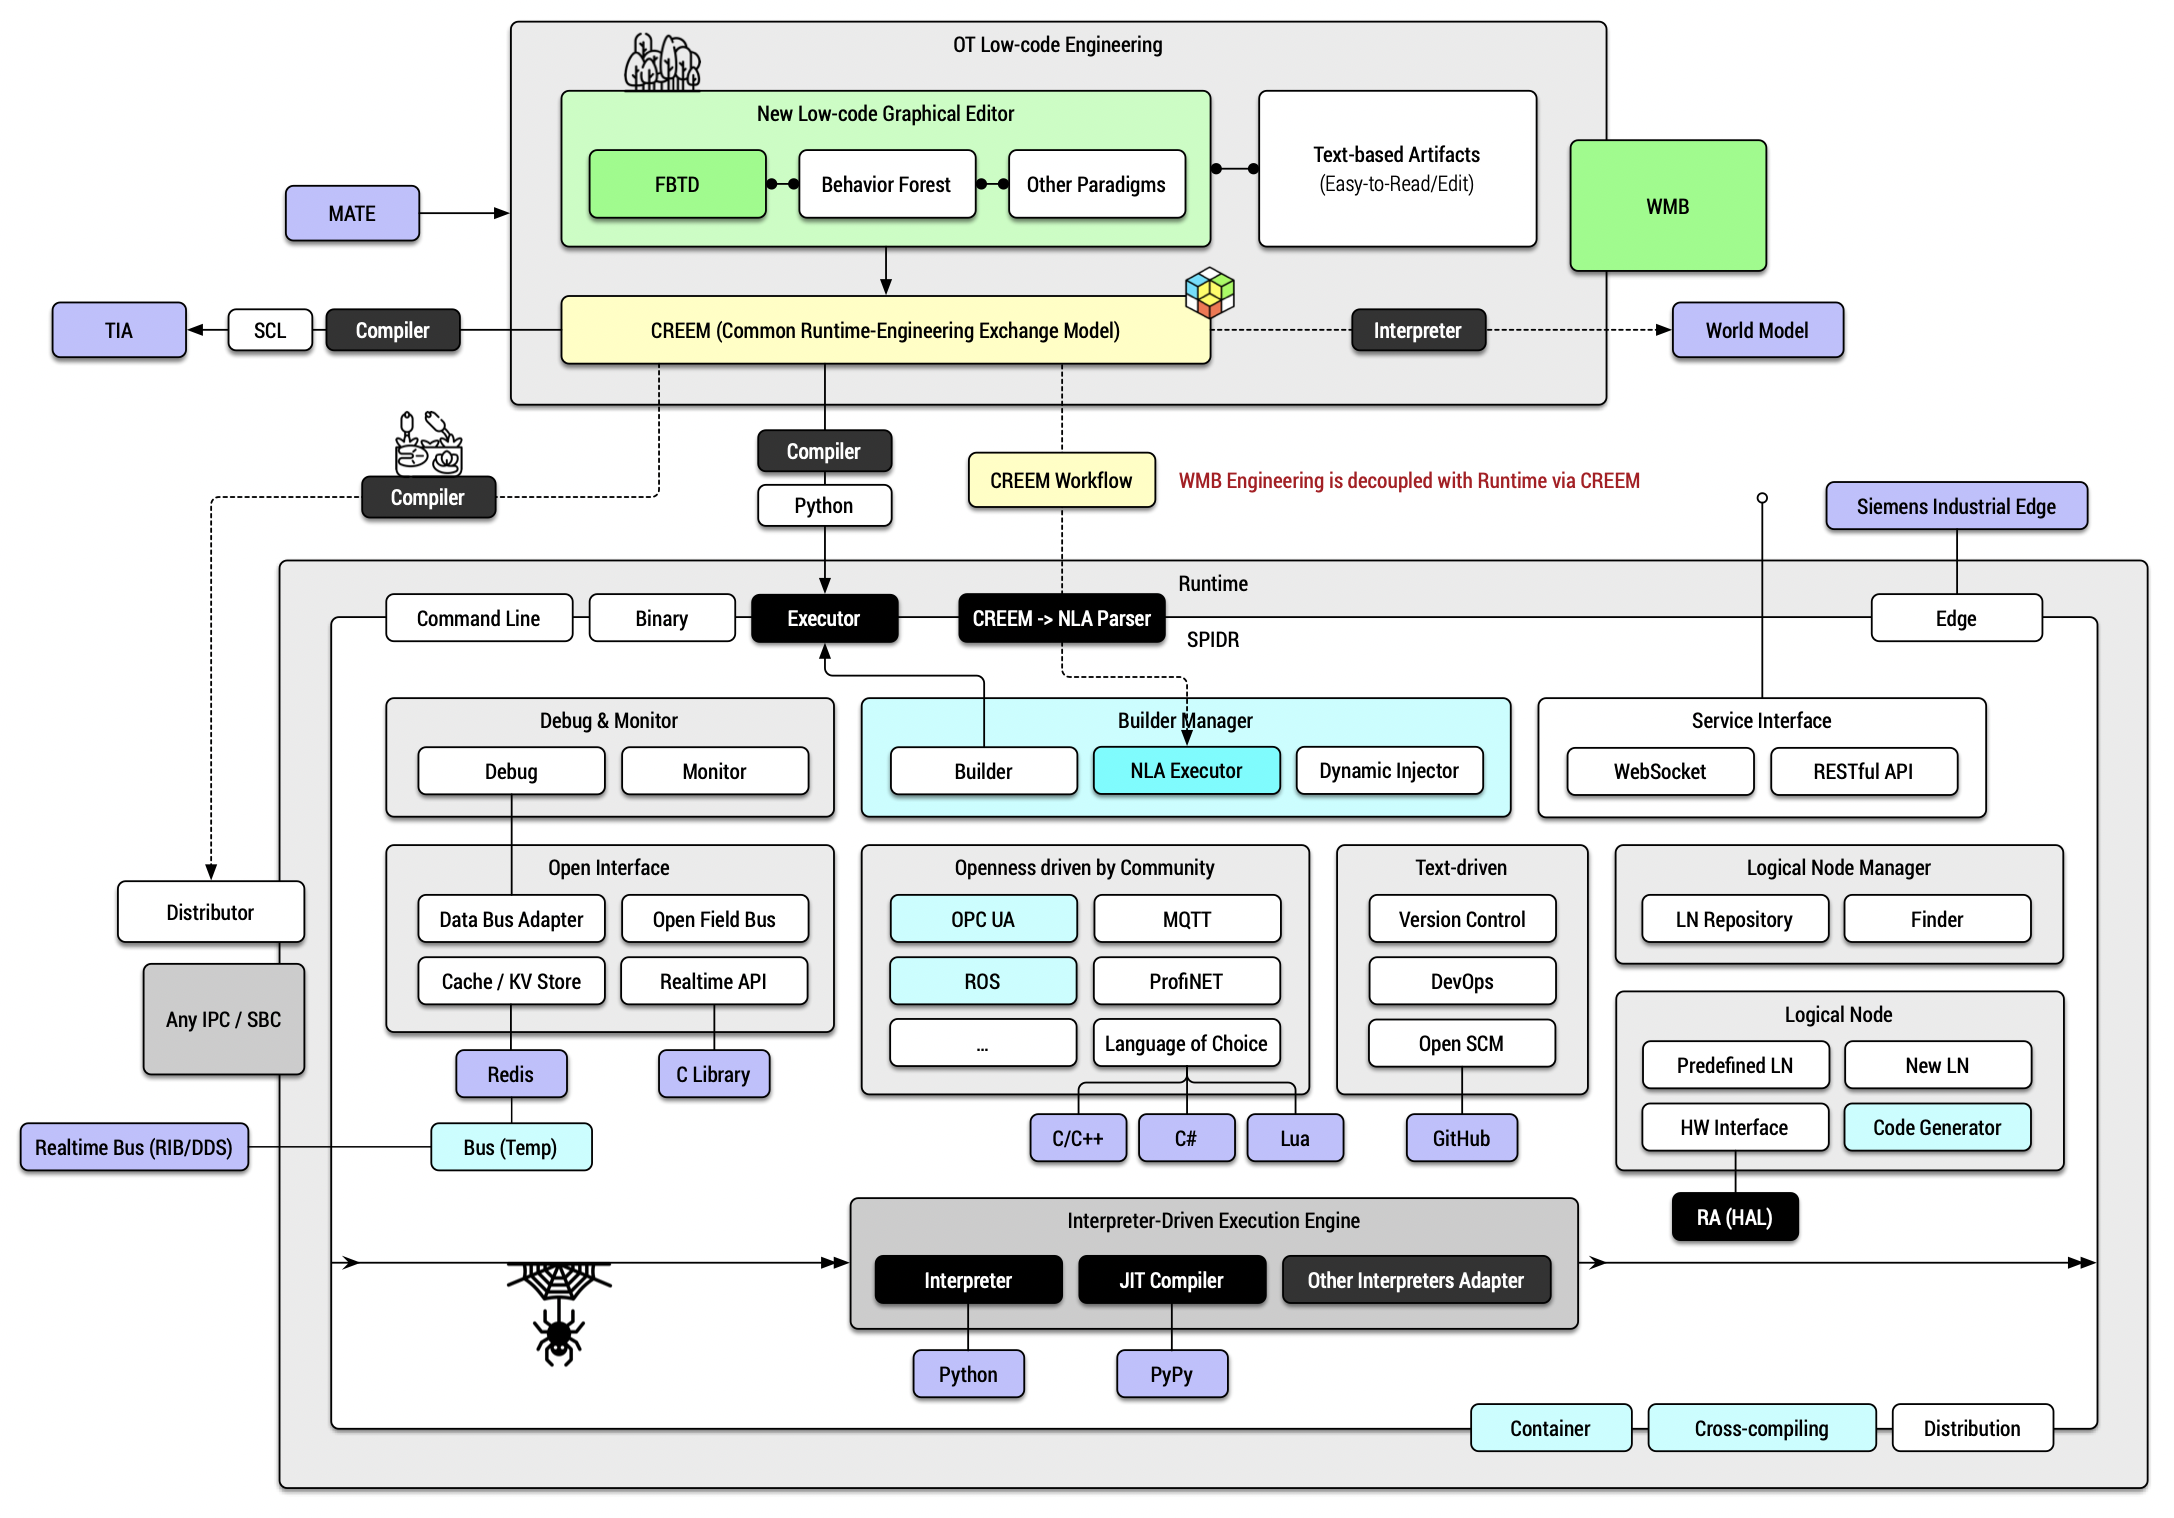 OT Low-code Engineering
New Low-code Graphical Editor
FBTD
Behavior Forest
Other Paradigms
Text-based Artifacts
(Easy-to-Read/Edit)
WMB
MATE
TIA
SCL
Compiler
CREEM (Common Runtime-Engineering Exchange Model)
Interpreter
World Model
Compiler
Compiler
Python
CREEM Workflow
WMB Engineering is decoupled with Runtime via CREEM
Siemens Industrial Edge
Runtime
Command Line
Binary
Executor
CREEM -> NLA Parser
Edge
SPIDR
Debug & Monitor
Debug
Monitor
Builder Manager
Builder
NLA Executor
Dynamic Injector
Service Interface
WebSocket
RESTful API
Distributor
Any IPC / SBC
Open Interface
Data Bus Adapter
Open Field Bus
Cache / KV Store
Realtime API
Redis
C Library
Realtime Bus (RIB/DDS)
Bus (Temp)
Openness driven by Community
OPC UA
MQTT
ROS
ProfiNET
...
Language of Choice
C/C++
C#
Lua
Text-driven
Version Control
DevOps
Open SCM
GitHub
Logical Node Manager
LN Repository
Finder
Logical Node
Predefined LN
New LN
HW Interface
Code Generator
RA (HAL)
Interpreter-Driven Execution Engine
Interpreter
JIT Compiler
Other Interpreters Adapter
Python
PyPy
Container
Cross-compiling
Distribution